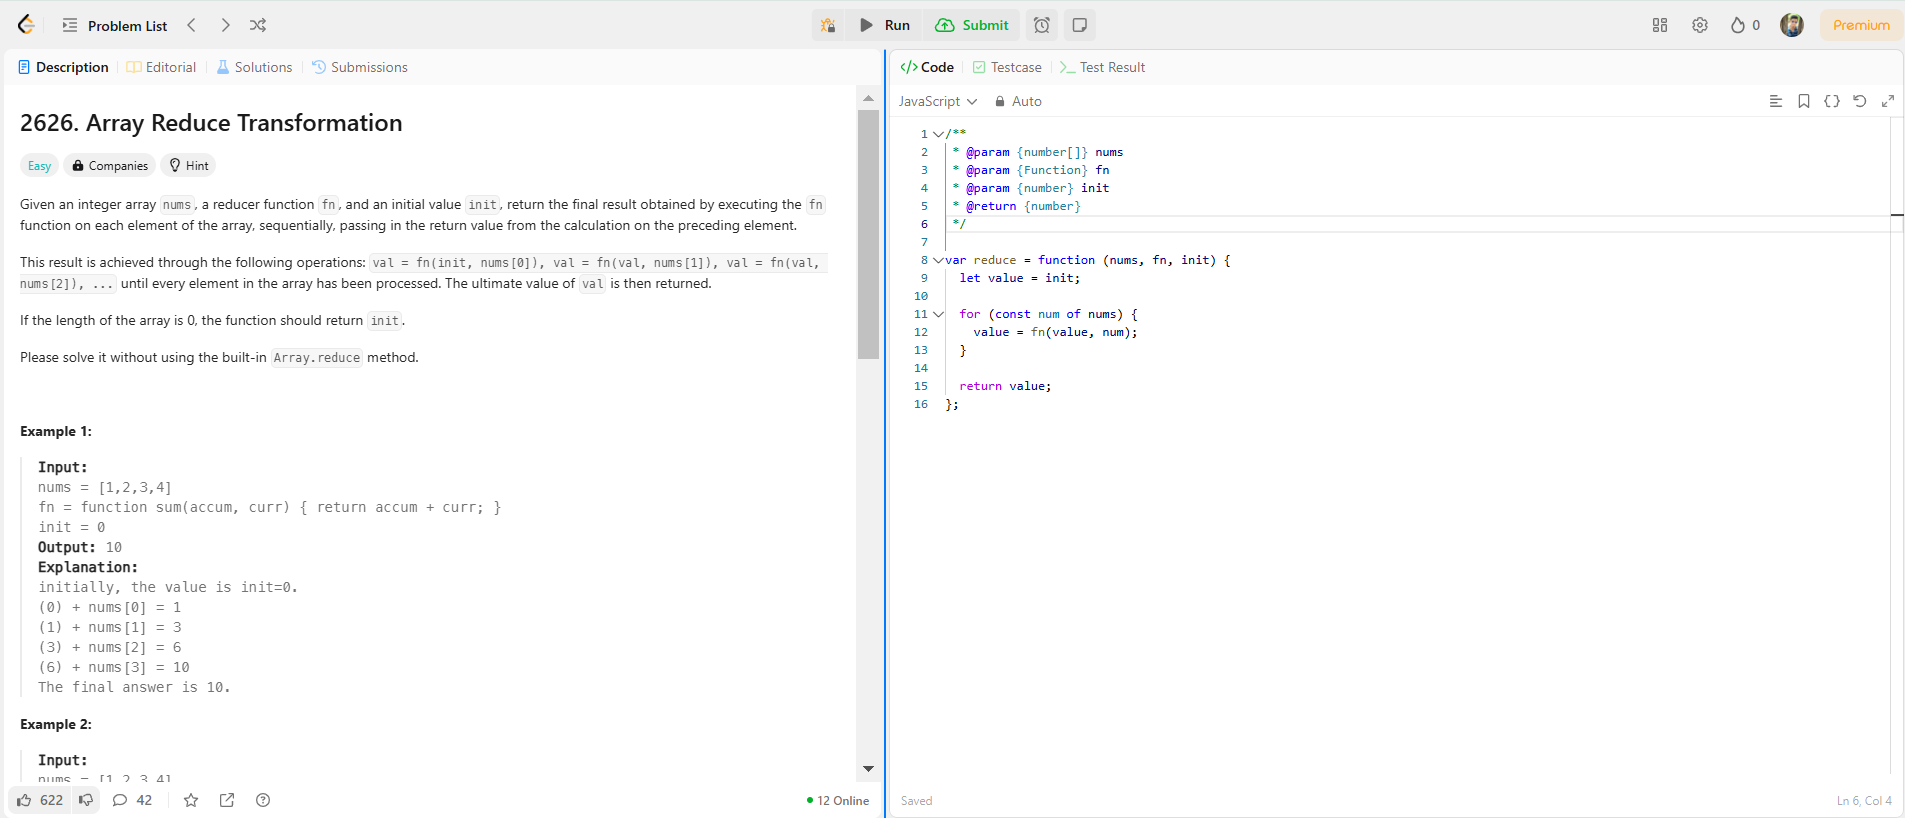 Problem List
Run
Submit
0
Premium
Description
Editorial
Solutions
Submissions
2626. Array Reduce Transformation
Easy
Companies
Hint
Given an integer array nums, a reducer function fn, and an initial value init, return the final result obtained by executing the fn
function on each element of the array, sequentially, passing in the return value from the calculation on the preceding element.
This result is achieved through the following operations: val = fn(init, nums[0]), val = fn(val, nums[1]), val = fn(val,
nums[2]), ... until every element in the array has been processed. The ultimate value of val is then returned.
If the length of the array is 0, the function should return init.
Please solve it without using the built-in Array.reduce method.
Example 1:
Input:
nums = [1,2,3,4]
fn = function sum(accum, curr) { return accum + curr; }
init = 0
Output: 10
Explanation:
initially, the value is init=0.
(0) + nums[0] = 1
(1) + nums[1] = 3
(3) + nums[2] = 6
(6) + nums[3] = 10
The final answer is 10.
Example 2:
Input:
nums = [1,2,3,4]
622
42
12 Online
Code
Testcase
Test Result
JavaScript
Auto
1 /**
2 * @param {number[]} nums
3 * @param {Function} fn
4 * @param {number} init
5 * @return {number}
6 */
7
8 var reduce = function (nums, fn, init) {
9 let value = init;
10
11 for (const num of nums) {
12 value = fn(value, num);
13 }
14
15 return value;
16 };
Saved
Ln 6, Col 4